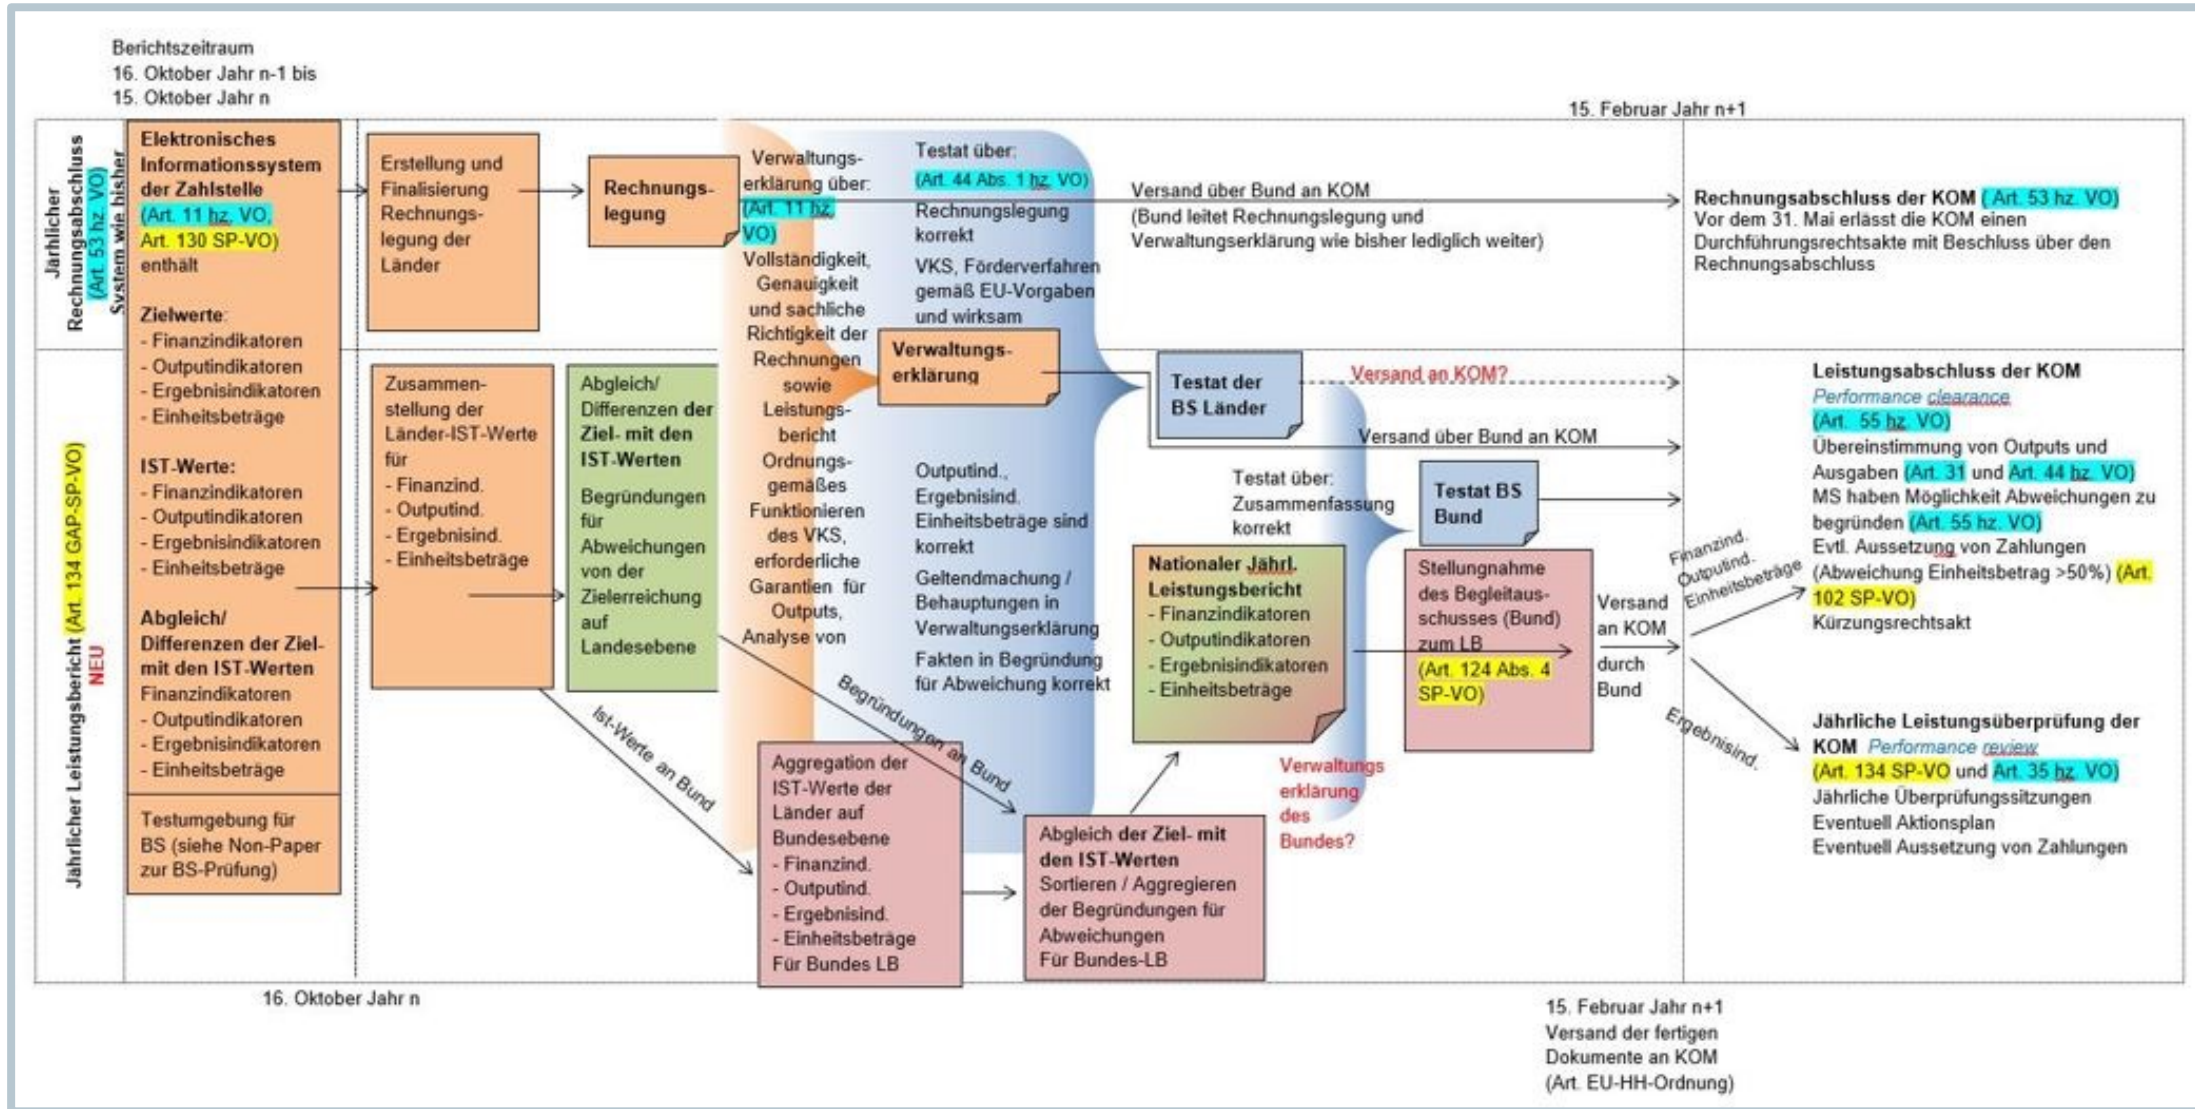 Berichtszeitraum
16. Oktober Jahr n-1 bis
15. Oktober Jahr n
15. Februar Jahr n+1
Järhlicher
Rechnungsabschluss
(Art. 53 hz. VO)
System wie bisher
Elektronisches
Informationssystem
der Zahlstelle
(Art. 11 hz. VO,
Art. 130 SP-VO)
enthält
Zielwerte:
- Finanzindikatoren
- Outputindikatoren
- Ergebnisindikatoren
- Einheitsbeträge
IST-Werte:
- Finanzindikatoren
- Outputindikatoren
- Ergebnisindikatoren
- Einheitsbeträge
Abgleich/
Differenzen der Ziel-
mit den IST-Werten
Finanzindikatoren
- Outputindikatoren
- Ergebnisindikatoren
- Einheitsbeträge
Testumgebung für
BS (siehe Non-Paper
zur BS-Prüfung)
Erstellung und
Finalisierung
Rechnungs-
legung der
Länder
Rechnungs-
legung
Verwaltungs-
erklärung über:
(Art. 11 hz.
VO)
Vollständigkeit,
Genauigkeit
und sachliche
Richtigkeit der
Rechnungen
sowie
Leistungs-
bericht
Ordnungs-
gemäßes
Funktionieren
des VKS,
erforderliche
Garantien für
Outputs,
Analyse von
Testat über:
(Art. 44 Abs. 1 hz. VO)
Rechnungslegung
korrekt
VKS, Förderverfahren
gemäß EU-Vorgaben
und wirksam
Verwaltungs-
erklärung
Outputind.,
Ergebnisind.
Einheitsbeträge sind
korrekt
Geltendmachung /
Behauptungen in
Verwaltungserklärung
Fakten in Begründung
für Abweichung korrekt
Versand über Bund an KOM
(Bund leitet Rechnungslegung und
Verwaltungserklärung wie bisher lediglich weiter)
Rechnungsabschluss der KOM ( Art. 53 hz. VO)
Vor dem 31. Mai erlässt die KOM einen
Durchführungsrechtsakte mit Beschluss über den
Rechnungsabschluss
Jährlicher Leistungsbericht (Art. 134 GAP-SP-VO)
NEU
Zusammen-
stellung der
Länder-IST-Werte
für
- Finanzind.
- Outputind.
- Ergebnisind.
- Einheitsbeträge
Abgleich/
Differenzen der
Ziel- mit den
IST-Werten
Begründungen
für
Abweichungen
von der
Zielerreichung
auf
Landesebene
Testat der
BS Länder
Versand an KOM?
Versand über Bund an KOM
Testat über:
Zusammenfassung
korrekt
Testat BS
Bund
Ist-Werte an Bund
Begründungen an Bund
Aggregation der
IST-Werte der
Länder auf
Bundesebene
- Finanzind.
- Outputind.
- Ergebnisind.
- Einheitsbeträge
Für Bundes LB
Abgleich der Ziel- mit
den IST-Werten
Sortieren / Aggregieren
der Begründungen für
Abweichungen
Für Bundes-LB
Nationaler Jährl.
Leistungsbericht
- Finanzindikatoren
- Outputindikatoren
- Ergebnisindikatoren
- Einheitsbeträge
Verwaltungs
erklärung
des
Bundes?
Stellungnahme
des Begleitaus-
schusses (Bund)
zum LB
(Art. 124 Abs. 4
SP-VO)
Versand
an KOM
durch
Bund
Finanzind.
Outputind.
Einheitsbeträge
Ergebnisind.
Leistungsabschluss der KOM
Performance clearance
(Art. 55 hz. VO)
Übereinstimmung von Outputs und
Ausgaben (Art. 31 und Art. 44 hz. VO)
MS haben Möglichkeit Abweichungen zu
begründen (Art. 55 hz. VO)
Evtl. Aussetzung von Zahlungen
(Abweichung Einheitsbetrag >50%) (Art.
102 SP-VO)
Kürzungsrechtsakt
Jährliche Leistungsüberprüfung der
KOM Performance review
(Art. 134 SP-VO und Art. 35 hz. VO)
Jährliche Überprüfungssitzungen
Eventuell Aktionsplan
Eventuell Aussetzung von Zahlungen
16. Oktober Jahr n
15. Februar Jahr n+1
Versand der fertigen
Dokumente an KOM
(Art. EU-HH-Ordnung)